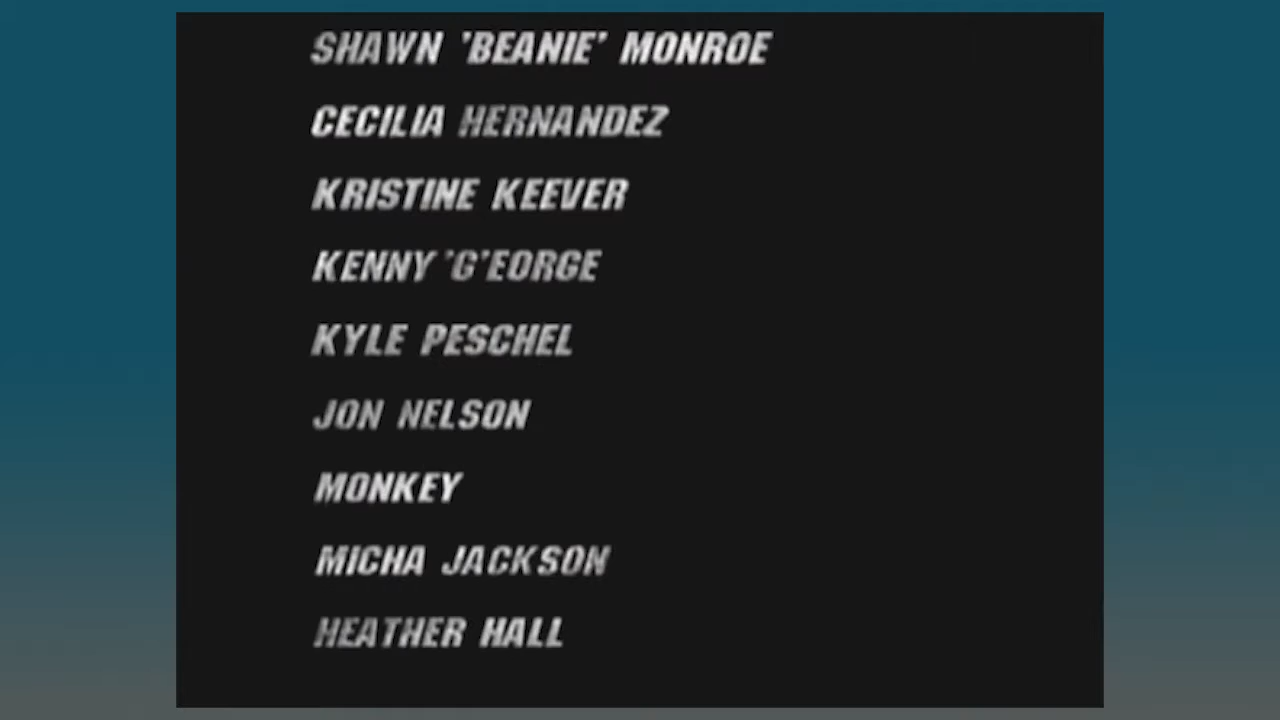 SHAWN 'BEANIE' MONROE
CECILIA HERNANDEZ
KRISTINE KEEVER
KENNY 'G'EORGE
KYLE PESCHEL
JON NELSON
MONKEY
MICHA JACKSON
HEATHER HALL